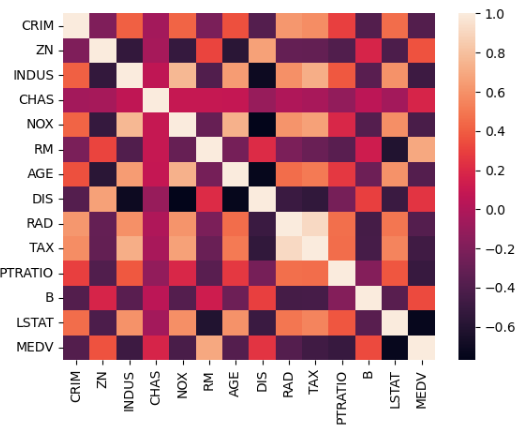 CRIM
ZN
INDUS
CHAS
NOX
RM
AGE
DIS
RAD
TAX
PTRATIO
B
LSTAT
MEDV
CRIM
ZN
INDUS
CHAS
NOX
RM
AGE
DIS
RAD
TAX
PTRATIO
B
LSTAT
MEDV
1.0
0.8
0.6
0.4
0.2
0.0
−0.2
−0.4
−0.6